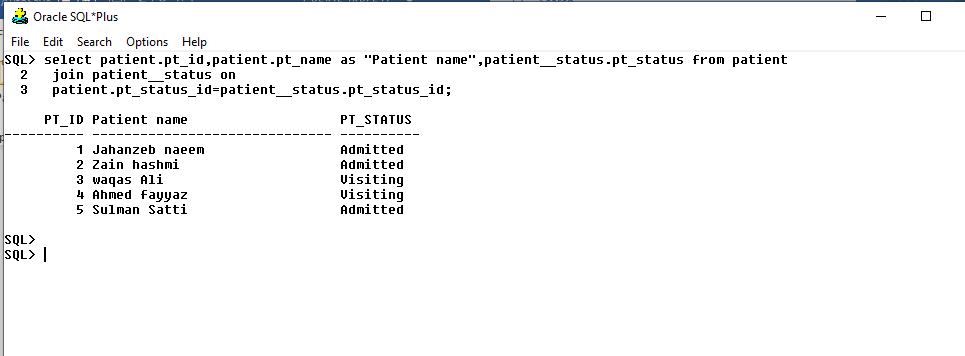 Oracle SQL*Plus
File Edit Search Options Help
SQL> select patient.pt_id,patient.pt_name as "Patient name",patient__status.pt_status from patient
2 join patient__status on
3 patient.pt_status_id=patient__status.pt_status_id;
PT_ID Patient name PT_STATUS
---------- ------------------------------ ----------
1 Jahanzeb naeem Admitted
2 Zain hashmi Admitted
3 waqas Ali Visiting
4 Ahmed fayyaz Visiting
5 Sulman Satti Admitted
SQL>
SQL>